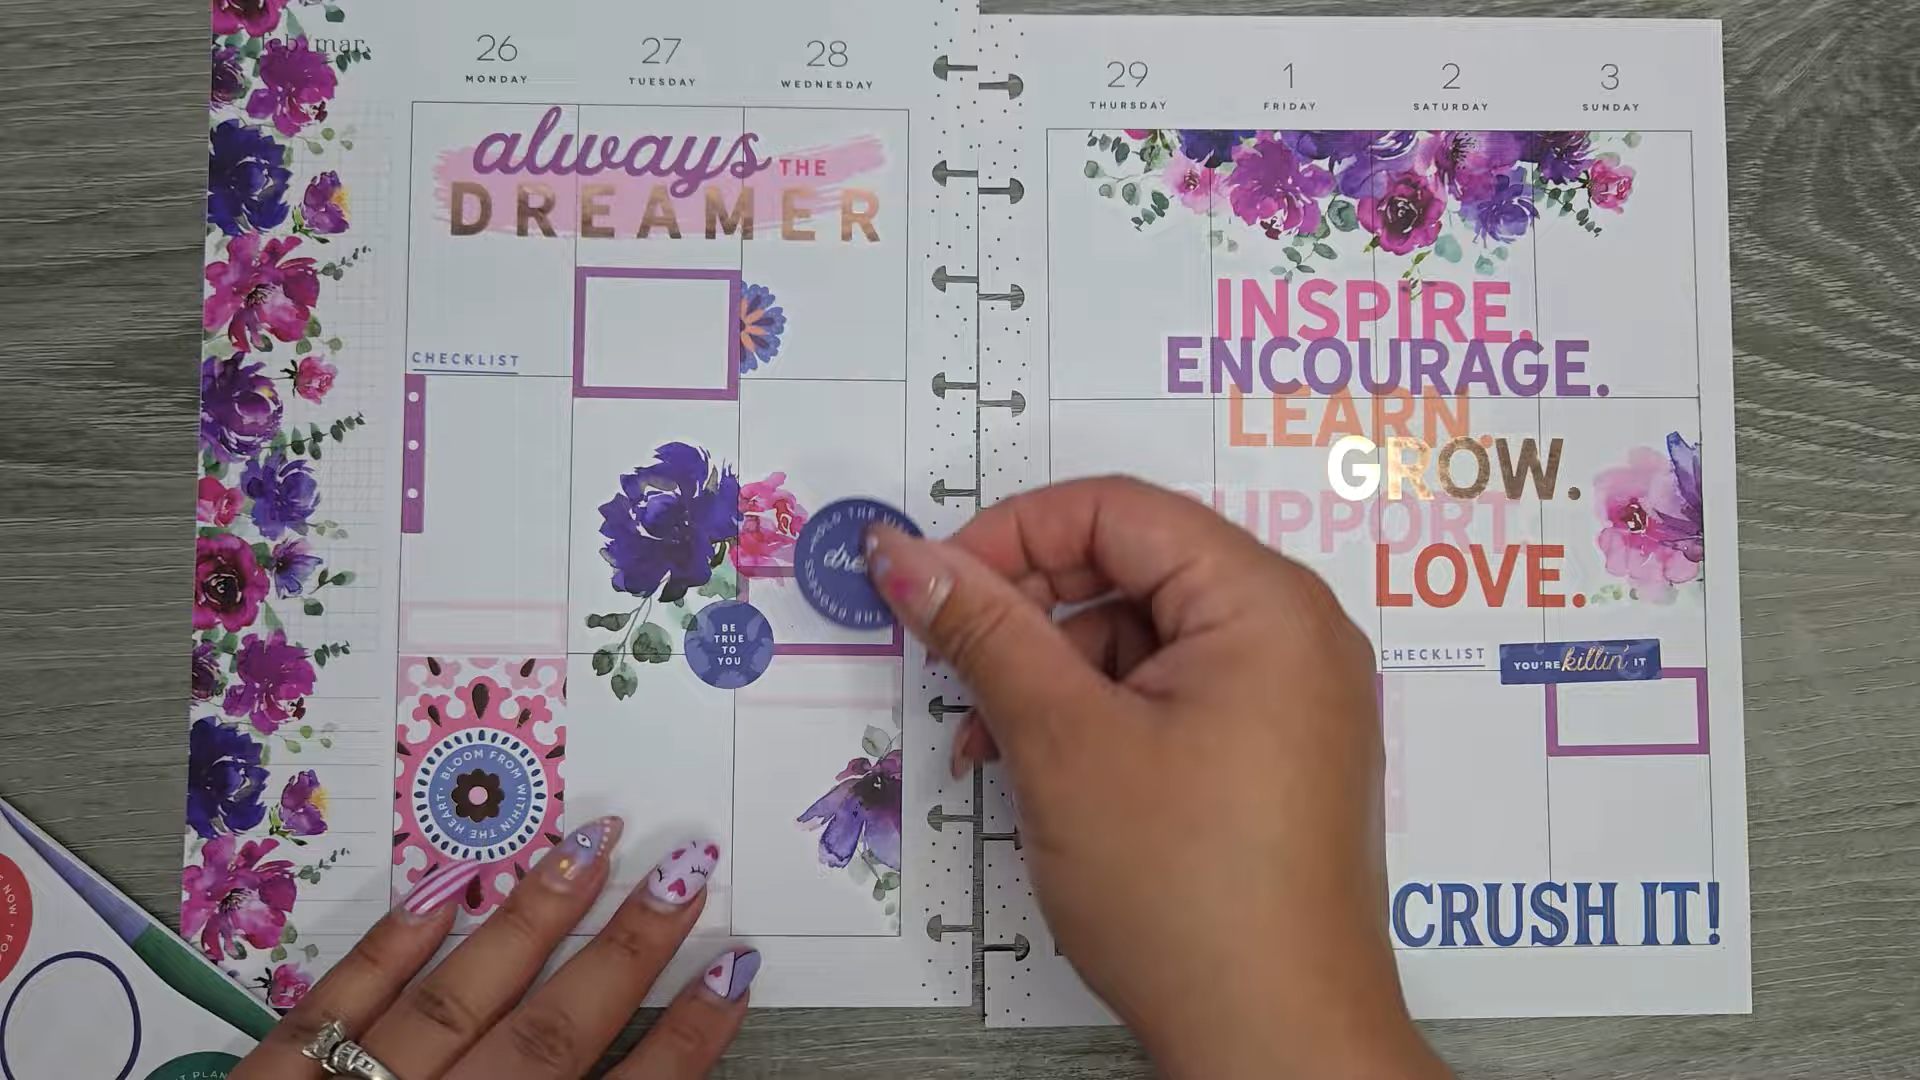 feb/mar.
26
MONDAY
27
TUESDAY
28
WEDNESDAY
29
THURSDAY
1
FRIDAY
2
SATURDAY
3
SUNDAY
always THE
DREAMER
CHECKLIST
BE
TRUE
TO
YOU
BLOOM FROM WITHIN THE HEART
INSPIRE.
ENCOURAGE.
LEARN.
GROW.
SUPPORT.
LOVE.
CHECKLIST
YOU'RE killin' IT
CRUSH IT!
NOW